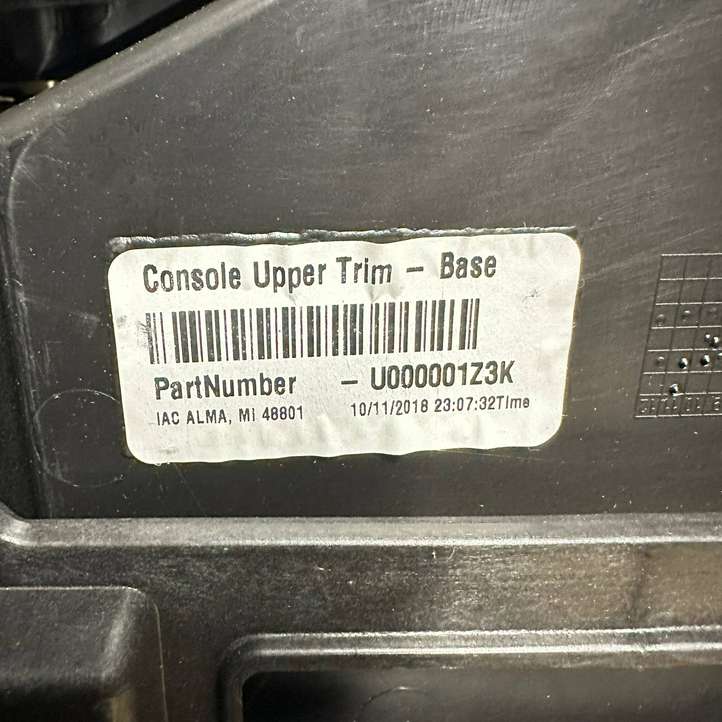 Console Upper Trim - Base
PartNumber - U000001Z3K
IAC ALMA, MI 48801 10/11/2018 23:07:32Time